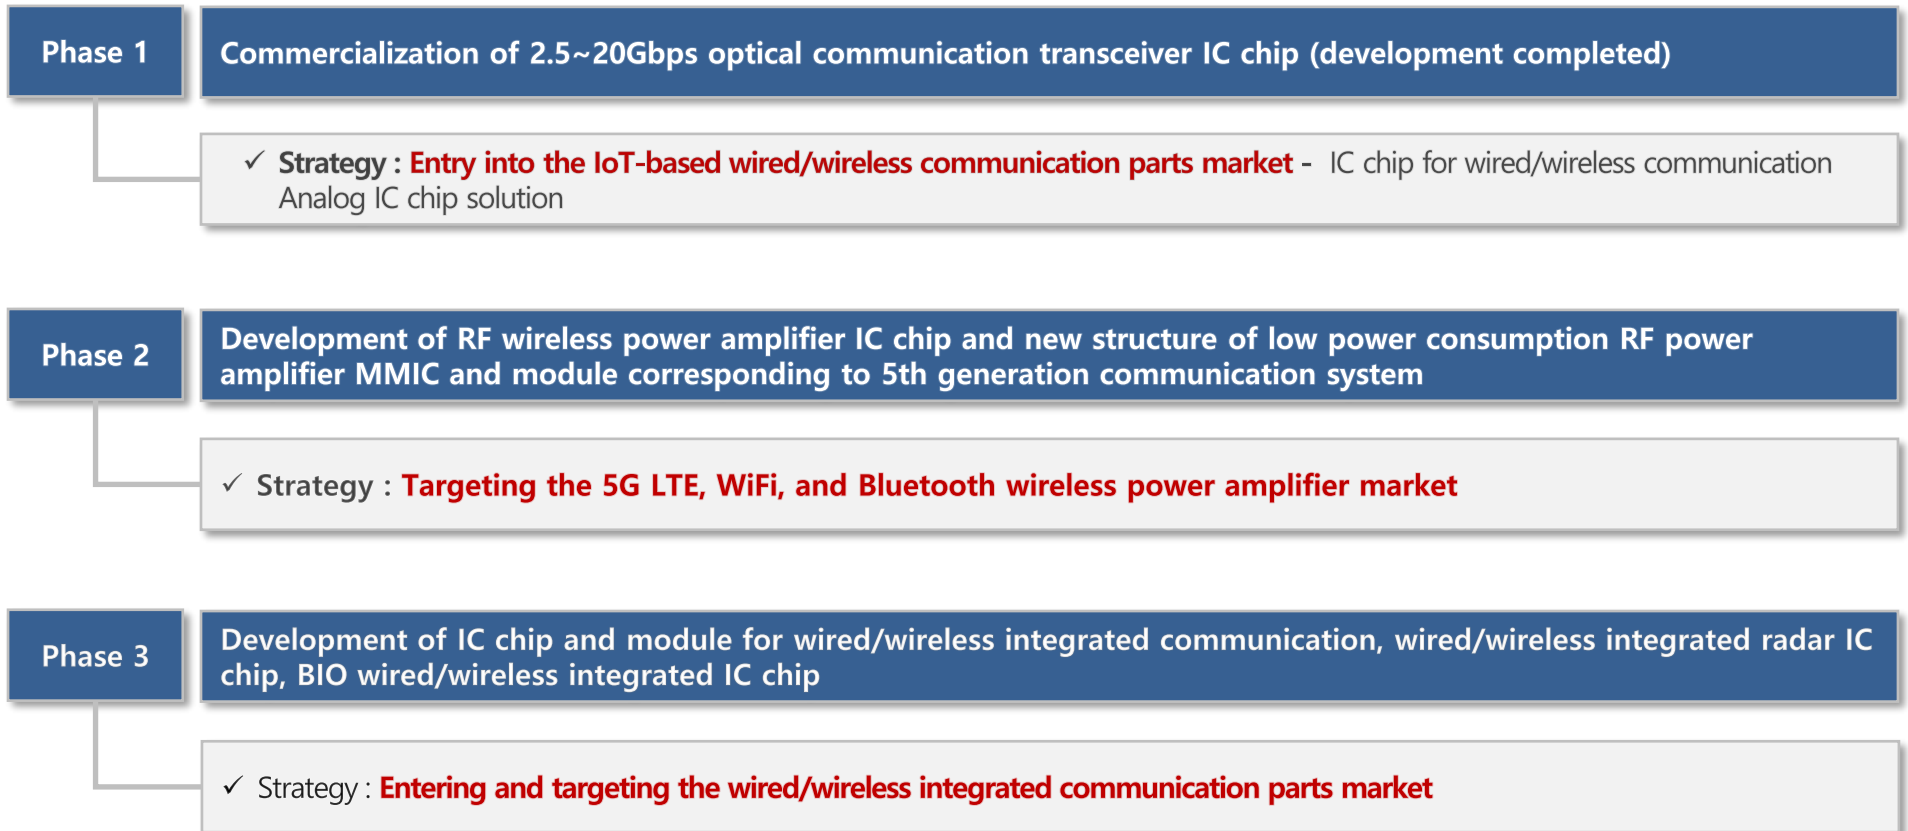 Phase 1
Commercialization of 2.5~20Gbps optical communication transceiver IC chip (development completed)
✓ Strategy : Entry into the IoT-based wired/wireless communication parts market - IC chip for wired/wireless communication
Analog IC chip solution
Phase 2
Development of RF wireless power amplifier IC chip and new structure of low power consumption RF power
amplifier MMIC and module corresponding to 5th generation communication system
✓ Strategy : Targeting the 5G LTE, WiFi, and Bluetooth wireless power amplifier market
Phase 3
Development of IC chip and module for wired/wireless integrated communication, wired/wireless integrated radar IC
chip, BIO wired/wireless integrated IC chip
✓ Strategy : Entering and targeting the wired/wireless integrated communication parts market